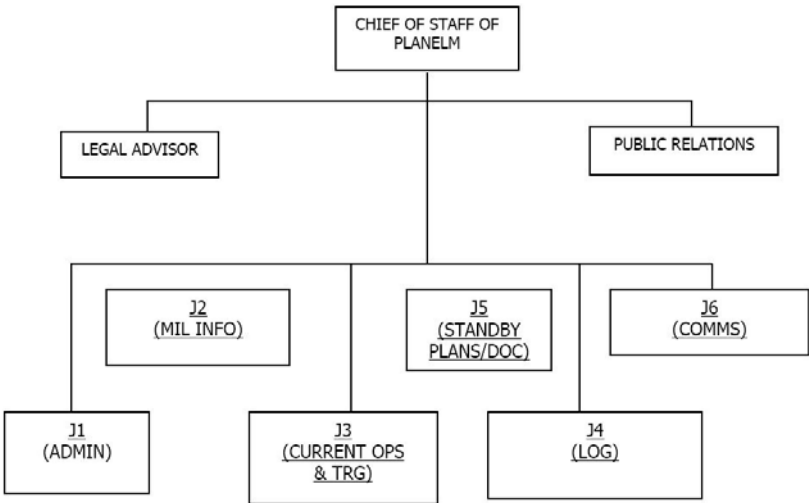 CHIEF OF STAFF OF
PLANELM
LEGAL ADVISOR
PUBLIC RELATIONS
J2
(MIL INFO)
J5
(STANDBY
PLANS/DOC)
J6
(COMMS)
J1
(ADMIN)
J3
(CURRENT OPS
& TRG)
J4
(LOG)